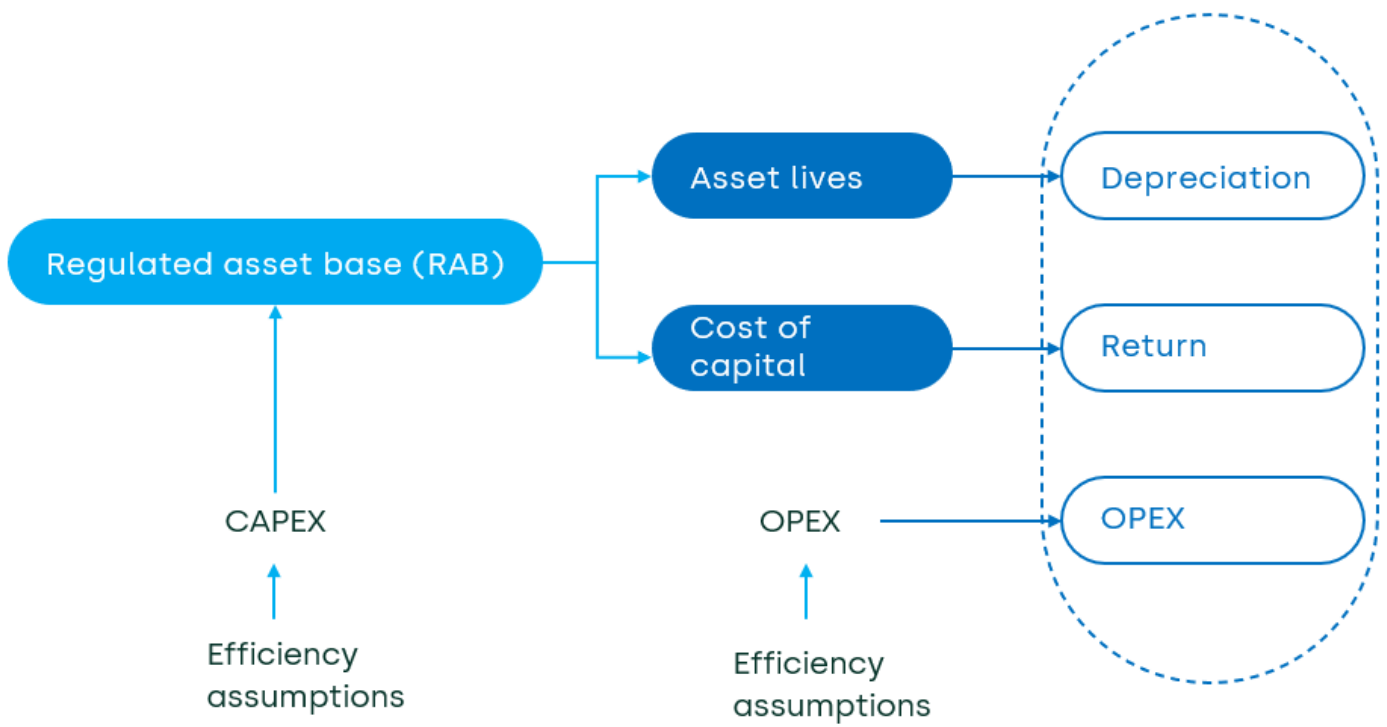 Asset lives
Depreciation
Regulated asset base (RAB)
Cost of
capital
Return
CAPEX
OPEX
OPEX
Efficiency
assumptions
Efficiency
assumptions